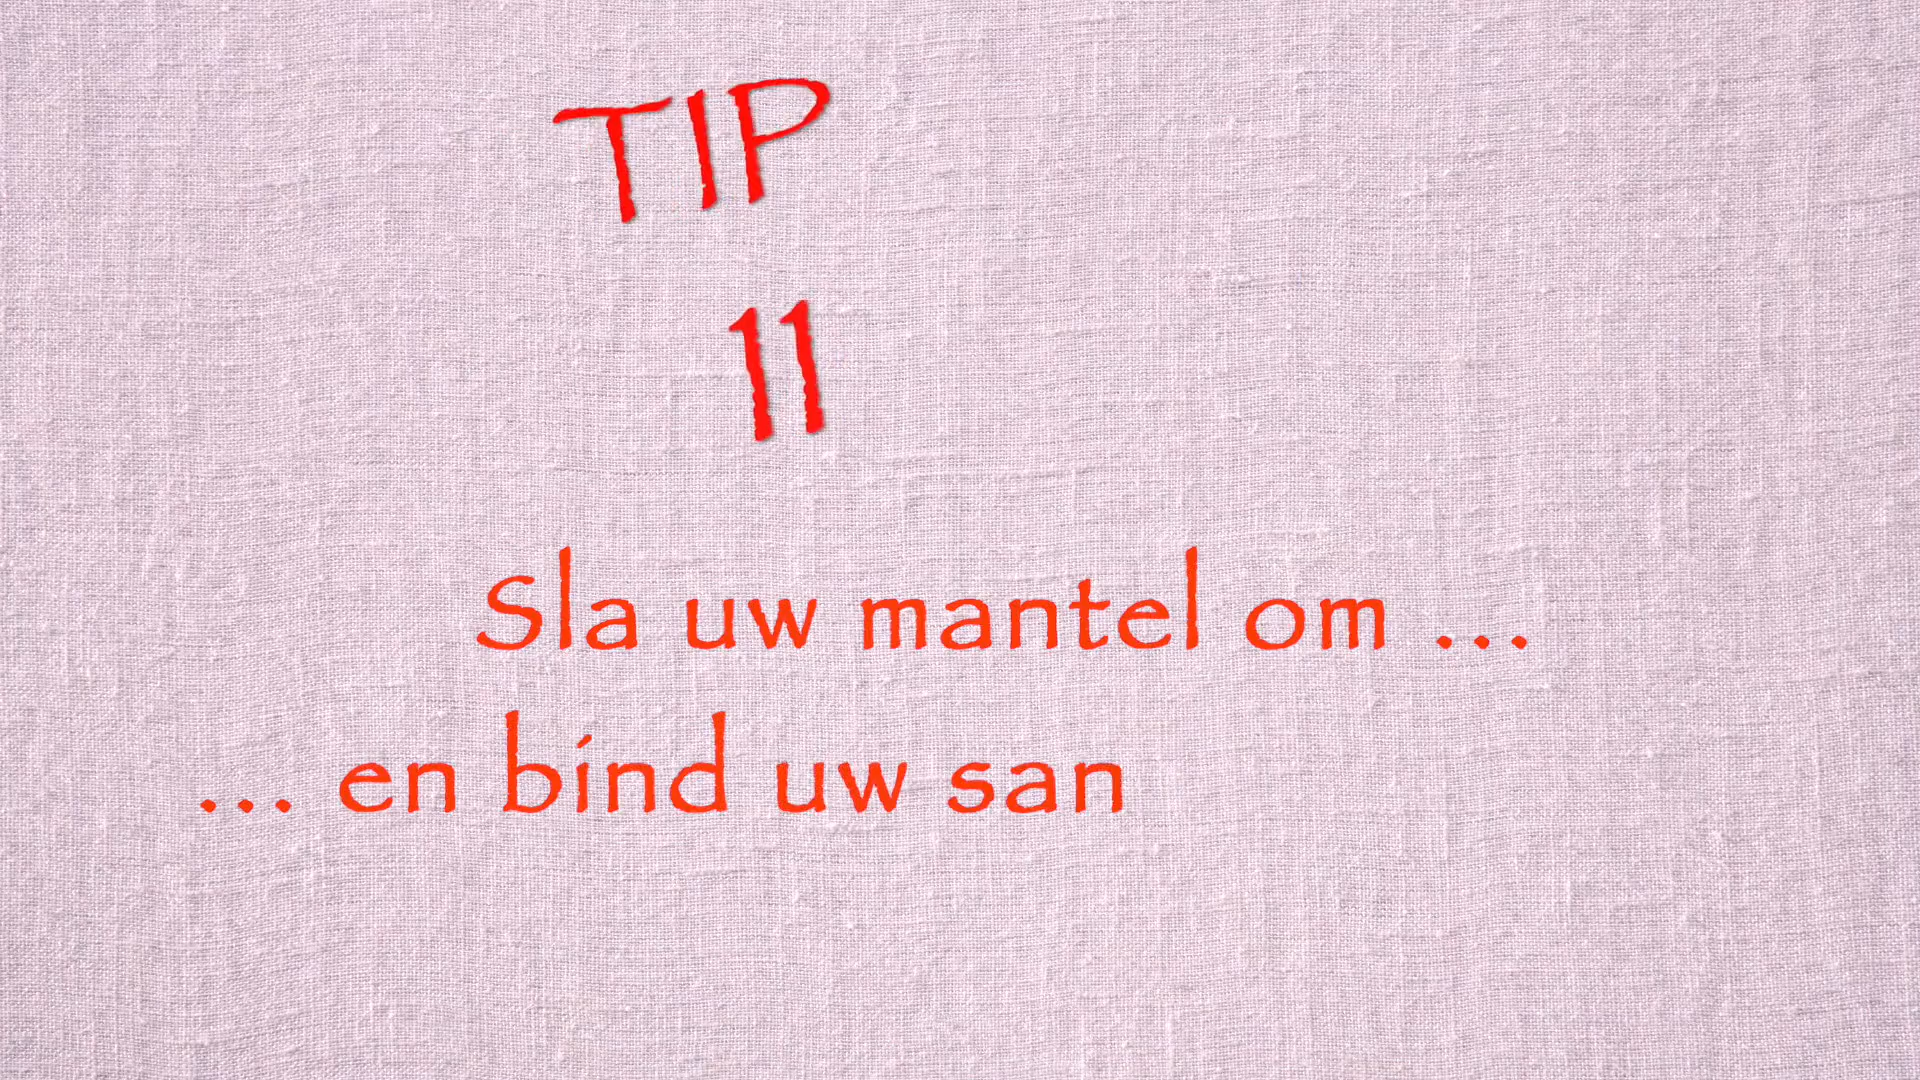 TIP
11
Sla uw mantel om ...
... en bind uw san